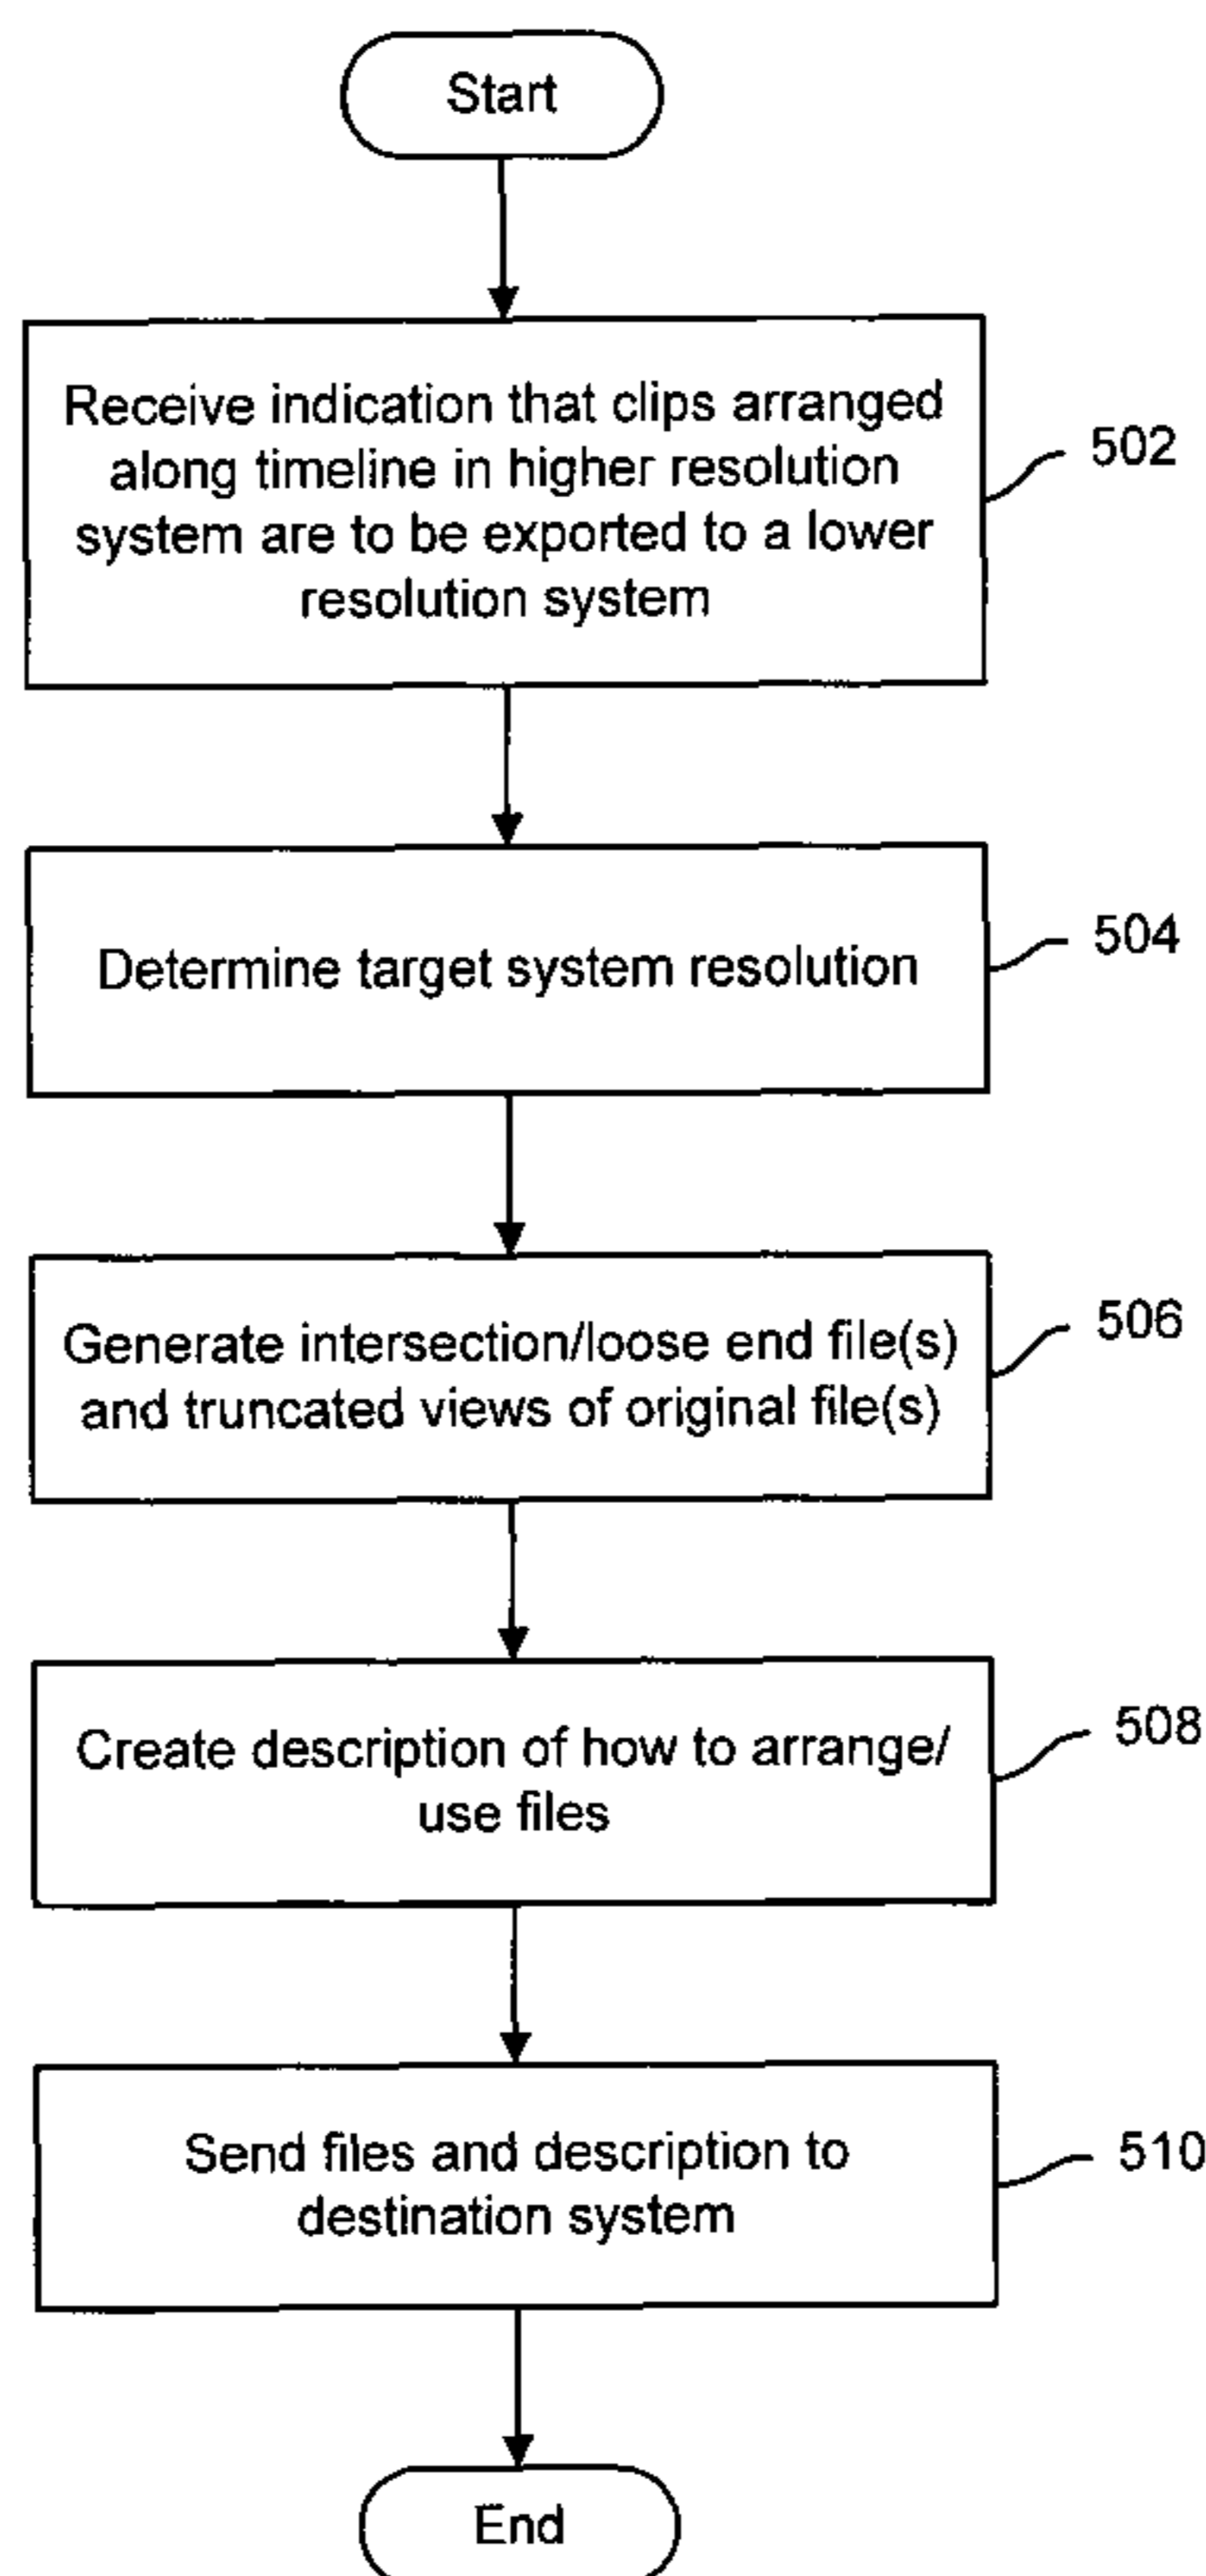 Start
Receive indication that clips arranged
along timeline in higher resolution
system are to be exported to a lower
resolution system
502
Determine target system resolution
504
Generate intersection/loose end file(s)
and truncated views of original file(s)
506
Create description of how to arrange/
use files
508
Send files and description to
destination system
510
End